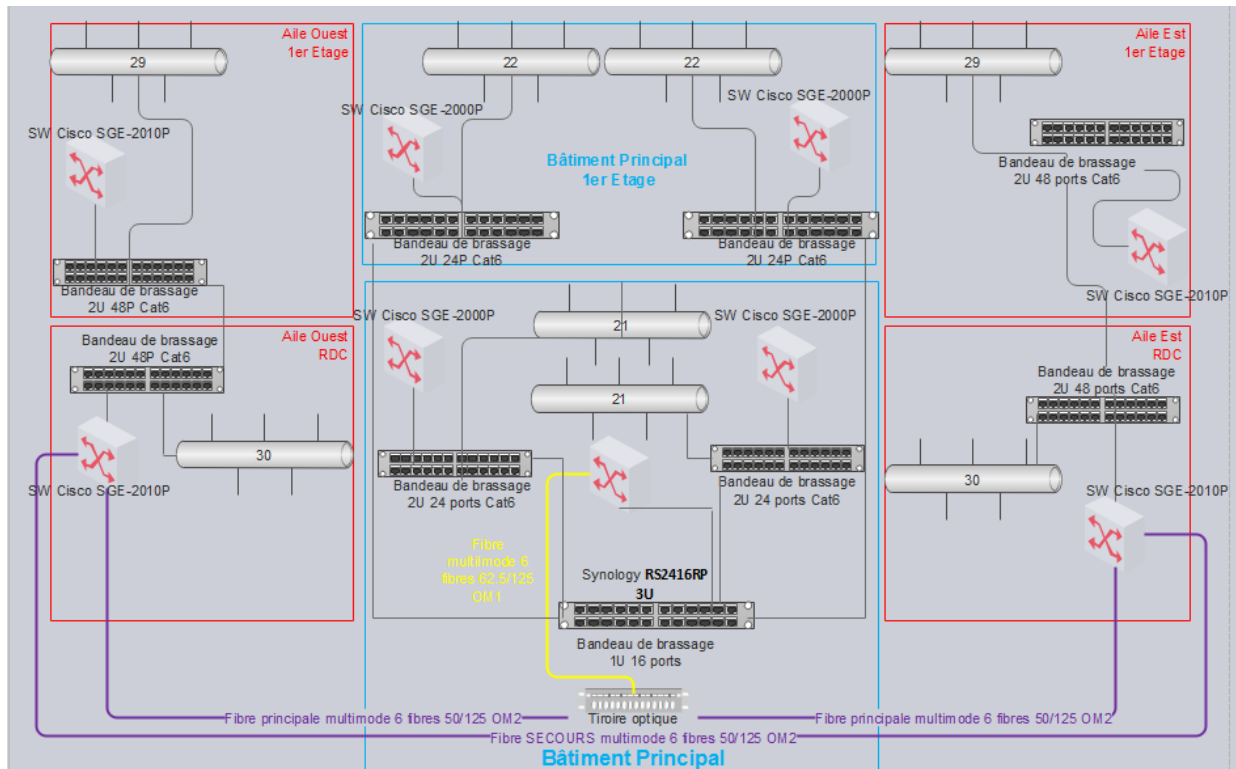 Aile Ouest
1er Etage
29
SW Cisco SGE-2010P
Bandeau de brassage
2U 48P Cat6
22
22
SW Cisco SGE-2000P
SW Cisco SGE-2000P
Bâtiment Principal
1er Etage
Bandeau de brassage
2U 24P Cat6
Bandeau de brassage
2U 24P Cat6
Aile Est
1er Etage
29
Bandeau de brassage
2U 48 ports Cat6
SW Cisco SGE-2010P
Aile Ouest
RDC
Bandeau de brassage
2U 48P Cat6
30
SW Cisco SGE-2010P
SW Cisco SGE-2000P
21
SW Cisco SGE-2000P
21
Bandeau de brassage
2U 24 ports Cat6
Bandeau de brassage
2U 24 ports Cat6
Fibre
multilmode 6
fibres 62.5/125
OM1
Synology RS2416RP
3U
Bandeau de brassage
1U 16 ports
Tiroire optique
Aile Est
RDC
Bandeau de brassage
2U 48 ports Cat6
30
SW Cisco SGE-2010P
Fibre principale multimode 6 fibres 50/125 OM2
Fibre principale multimode 6 fibres 50/125 OM2
Fibre SECOURS multimode 6 fibres 50/125 OM2
Bâtiment Principal